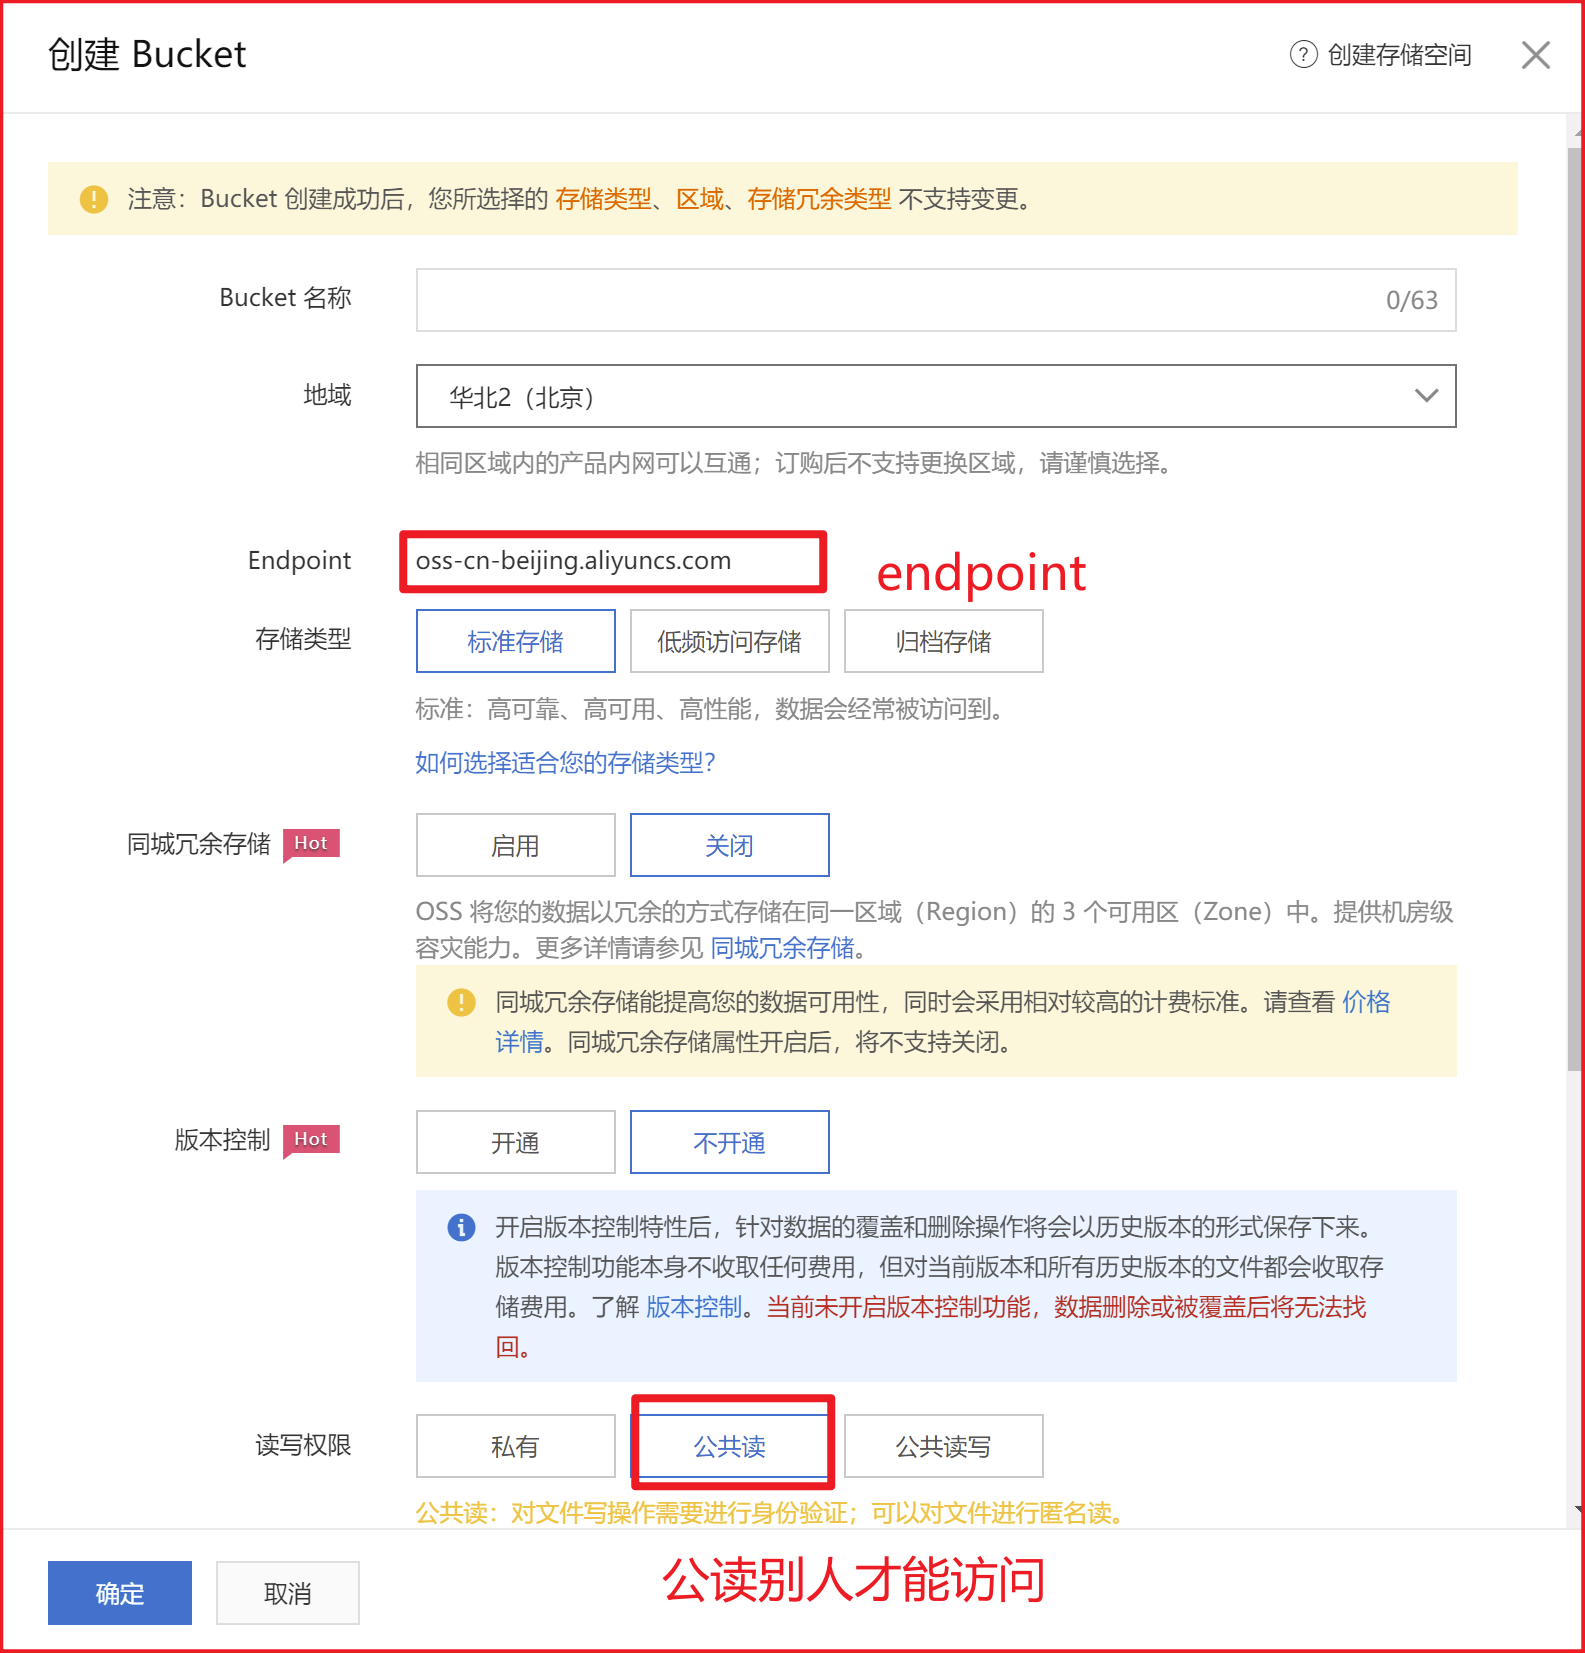 创建 Bucket
? 创建存储空间
注意：Bucket 创建成功后，您所选择的 存储类型、区域、存储冗余类型 不支持变更。
Bucket 名称
0/63
地域
华北2（北京）
相同区域内的产品内网可以互通；订购后不支持更换区域，请谨慎选择。
Endpoint
oss-cn-beijing.aliyuncs.com
endpoint
存储类型
标准存储
低频访问存储
归档存储
标准：高可靠、高可用、高性能，数据会经常被访问到。
如何选择适合您的存储类型？
同城冗余存储 Hot
启用
关闭
OSS 将您的数据以冗余的方式存储在同一区域（Region）的 3 个可用区（Zone）中。提供机房级
容灾能力。更多详情请参见 同城冗余存储。
同城冗余存储能提高您的数据可用性，同时会采用相对较高的计费标准。请查看 价格
详情。同城冗余存储属性开启后，将不支持关闭。
版本控制 Hot
开通
不开通
开启版本控制特性后，针对数据的覆盖和删除操作将会以历史版本的形式保存下来。
版本控制功能本身不收取任何费用，但对当前版本和所有历史版本的文件都会收取存
储费用。了解 版本控制。当前未开启版本控制功能，数据删除或被覆盖后将无法找
回。
读写权限
私有
公共读
公共读写
公共读：对文件写操作需要进行身份验证；可以对文件进行匿名读。
公读别人才能访问
确定
取消